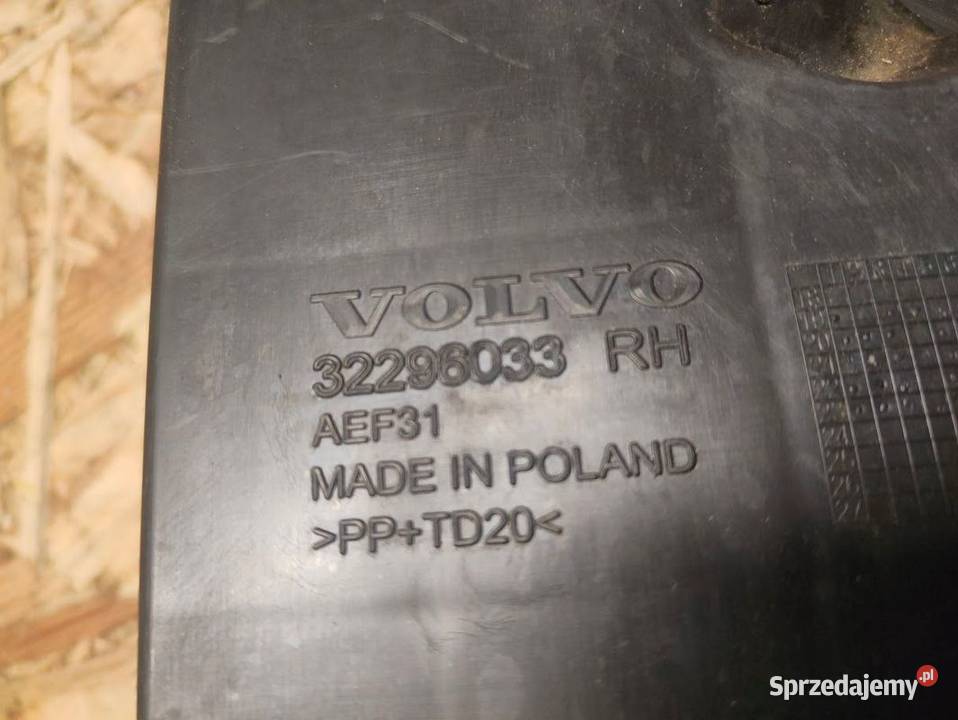 VOLVO
32296033 RH
AEF31
MADE IN POLAND
>PP+TD20<
Sprzedajemy.pl